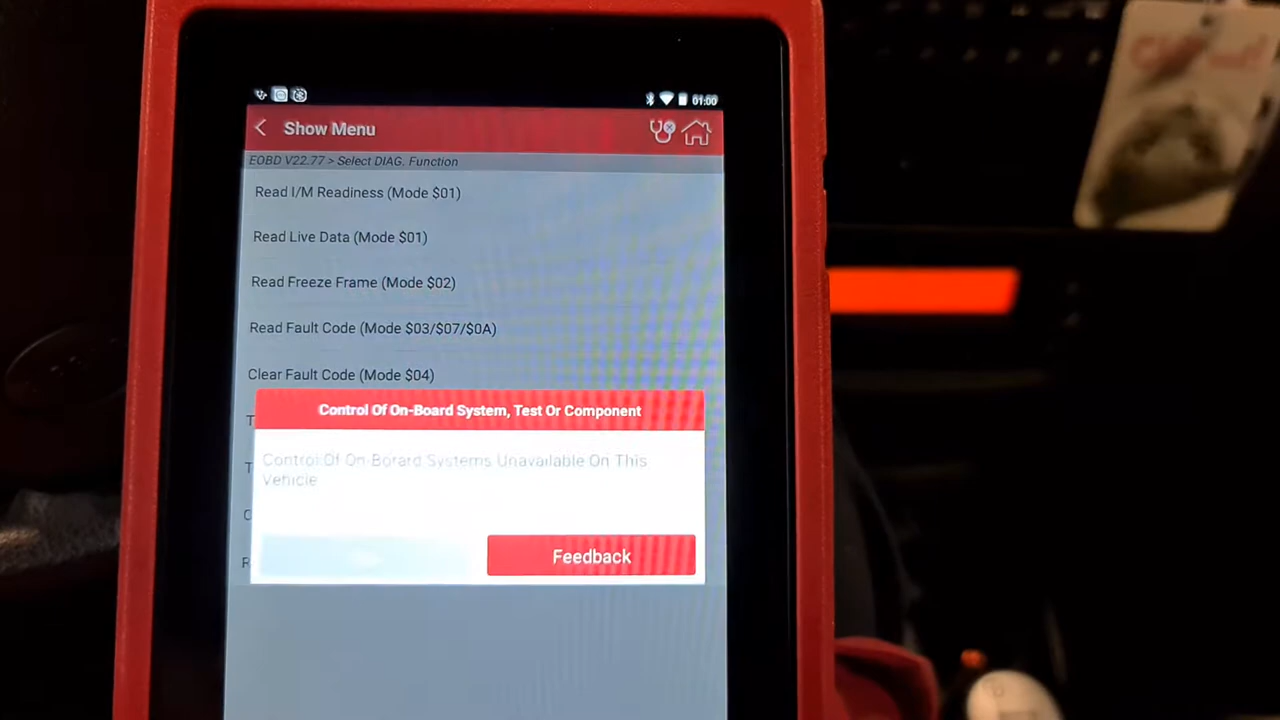 01:00
Show Menu
EOBD V22.77 > Select DIAG. Function
Read I/M Readiness (Mode $01)
Read Live Data (Mode $01)
Read Freeze Frame (Mode $02)
Read Fault Code (Mode $03/$07/$0A)
Clear Fault Code (Mode $04)
Control Of On-Board System, Test Or Component
Control Of On-Borard Systems Unavailable On This
Vehicle
Feedback